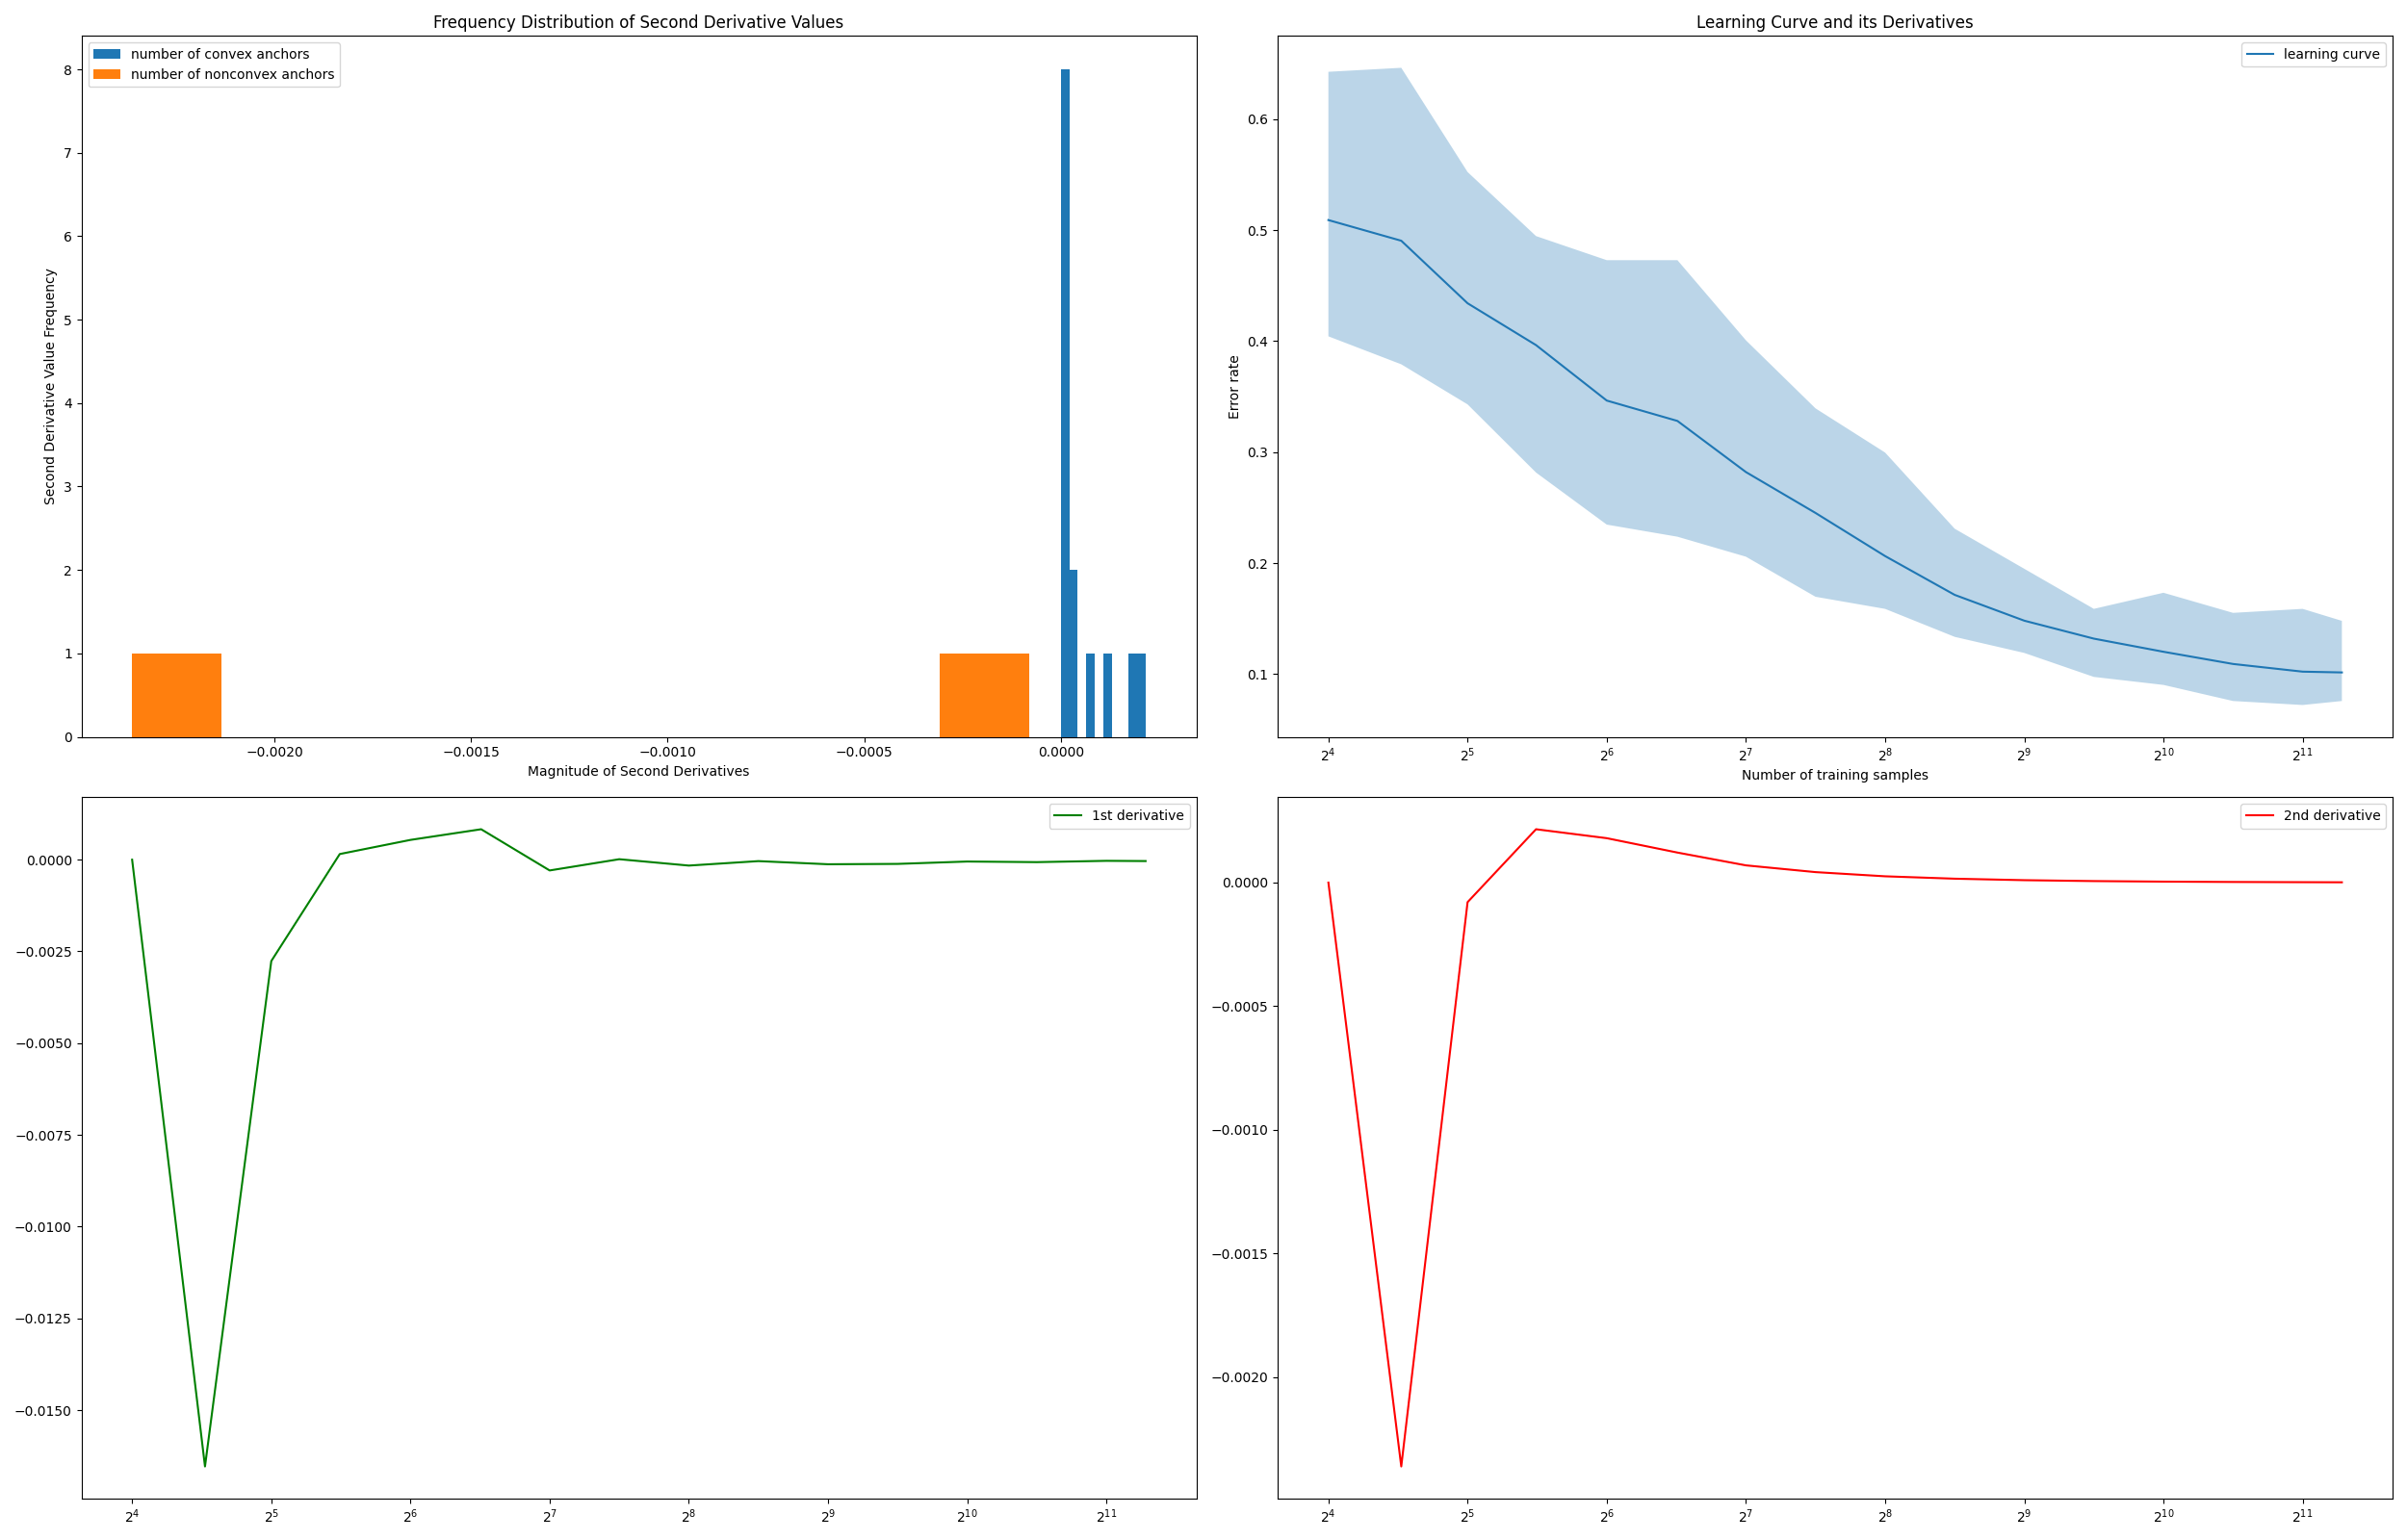 Frequency Distribution of Second Derivative Values
number of convex anchors
number of nonconvex anchors
Second Derivative Value Frequency
8
7
6
5
4
3
2
1
0
−0.0020 −0.0015 −0.0010 −0.0005 0.0000
Magnitude of Second Derivatives
Learning Curve and its Derivatives
learning curve
Error rate
0.6
0.5
0.4
0.3
0.2
0.1
2^4 2^5 2^6 2^7 2^8 2^9 2^10 2^11
Number of training samples
1st derivative
0.0000
−0.0025
−0.0050
−0.0075
−0.0100
−0.0125
−0.0150
2^4 2^5 2^6 2^7 2^8 2^9 2^10 2^11
2nd derivative
0.0000
−0.0005
−0.0010
−0.0015
−0.0020
2^4 2^5 2^6 2^7 2^8 2^9 2^10 2^11